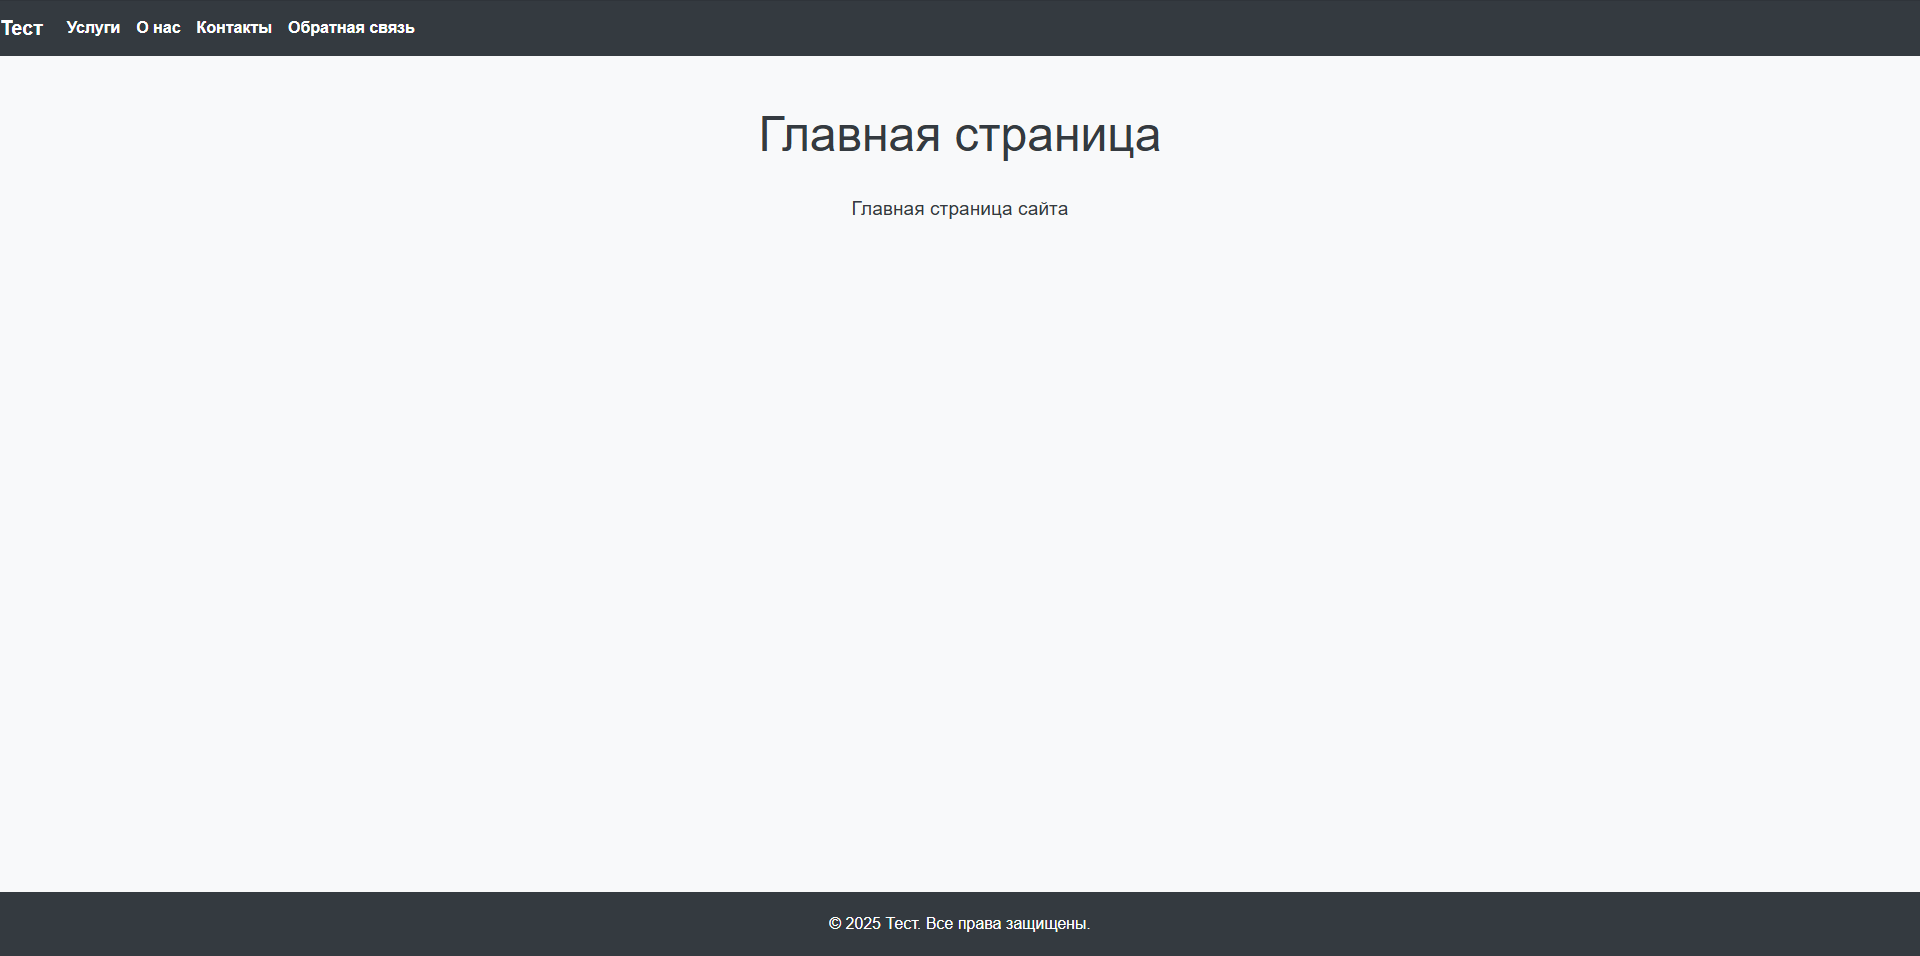 Тест Услуги О нас Контакты Обратная связь
Главная страница
Главная страница сайта
© 2025 Тест. Все права защищены.